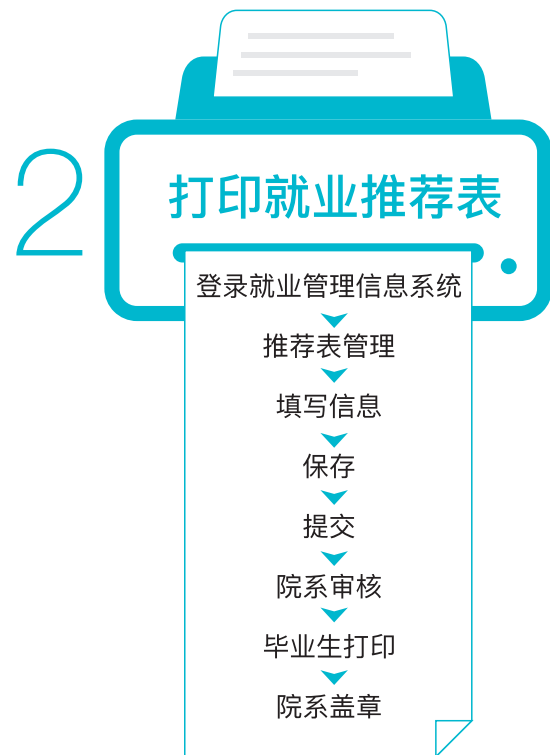 2
打印就业推荐表
登录就业管理信息系统
推荐表管理
填写信息
保存
提交
院系审核
毕业生打印
院系盖章